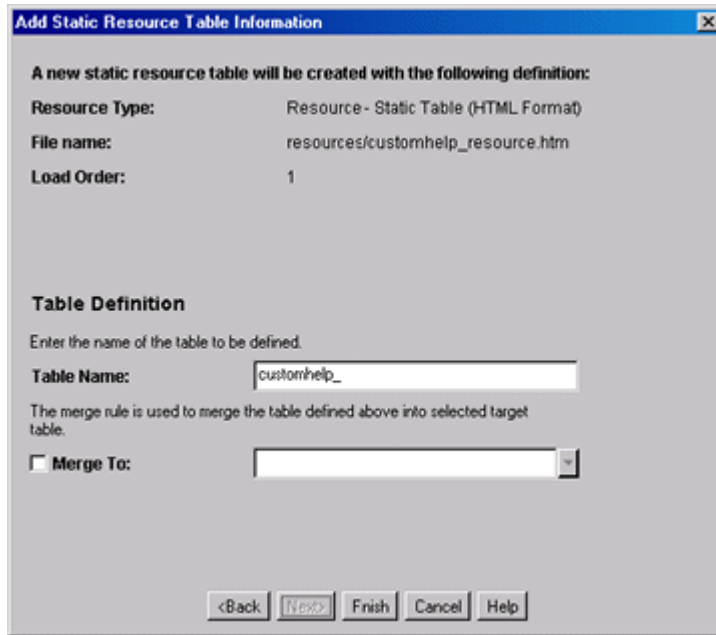 Add Static Resource Table Information
A new static resource table will be created with the following definition:
Resource Type: Resource - Static Table (HTML Format)
File name: resources/customhelp_resource.htm
Load Order: 1
Table Definition
Enter the name of the table to be defined.
Table Name: customhelp_
The merge rule is used to merge the table defined above into selected target
table.
Merge To:
<Back Next> Fnish Cancel Help